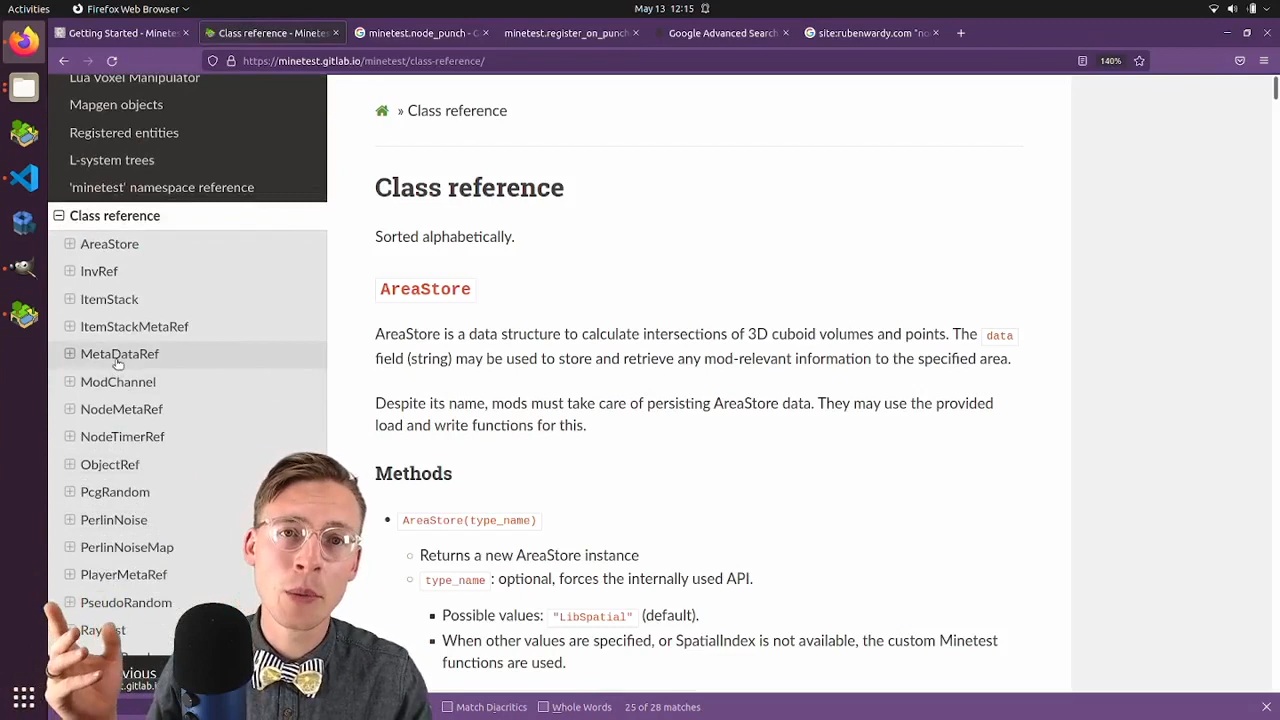 Activities
Firefox Web Browser
May 13 12:15
Getting Started - Minetes
Class reference - Minetes
minetest.node_punch - G
minetest.register_on_punch
Google Advanced Search
site:rubenwardy.com "no
https://minetest.gitlab.io/minetest/class-reference/
140%
Lua Voxel Manipulator
Mapgen objects
Registered entities
L-system trees
'minetest' namespace reference
Class reference
AreaStore
InvRef
ItemStack
ItemStackMetaRef
MetaDataRef
ModChannel
NodeMetaRef
NodeTimerRef
ObjectRef
PcgRandom
PerlinNoise
PerlinNoiseMap
PlayerMetaRef
PseudoRandom
» Class reference
Class reference
Sorted alphabetically.
AreaStore
AreaStore is a data structure to calculate intersections of 3D cuboid volumes and points. The data
field (string) may be used to store and retrieve any mod-relevant information to the specified area.
Despite its name, mods must take care of persisting AreaStore data. They may use the provided
load and write functions for this.
Methods
AreaStore(type_name)
Returns a new AreaStore instance
type_name : optional, forces the internally used API.
Possible values: "LibSpatial" (default).
When other values are specified, or SpatialIndex is not available, the custom Minetest
functions are used.
Match Diacritics
Whole Words
25 of 28 matches